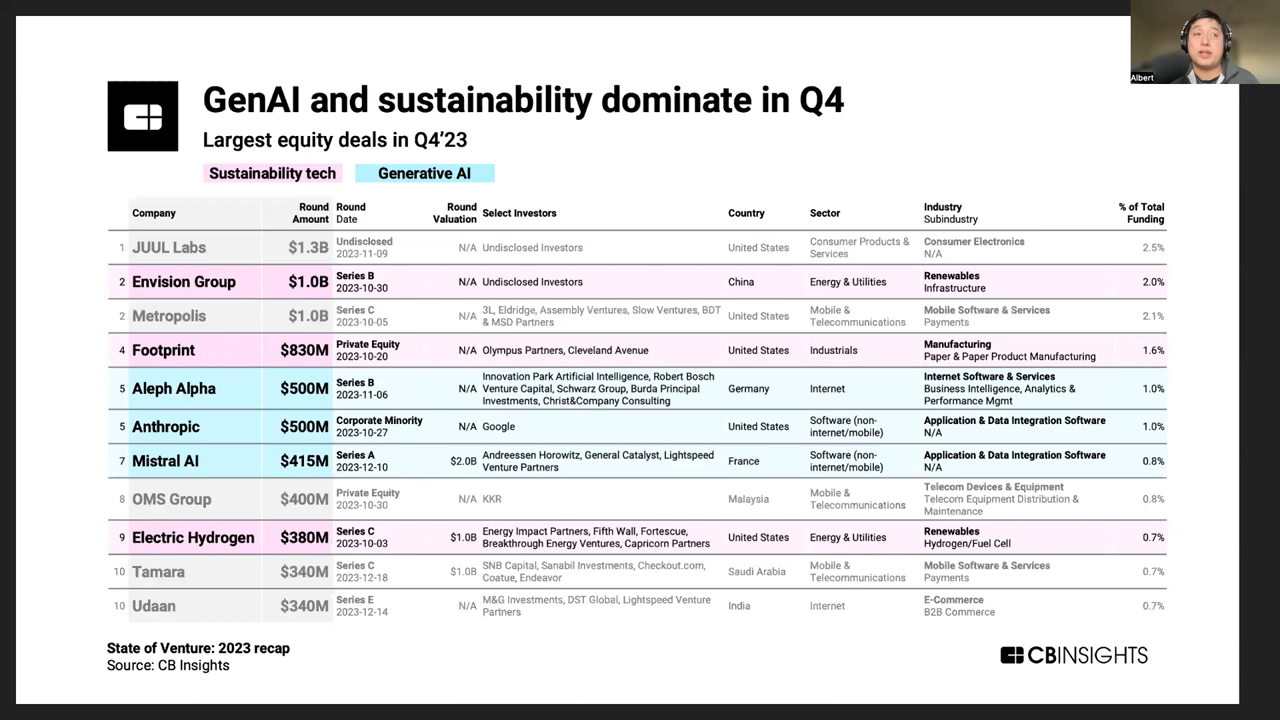 Albert
GenAI and sustainability dominate in Q4
Largest equity deals in Q4’23
Sustainability tech Generative AI
Company Round Amount Round Date Round Valuation Select Investors Country Sector Industry Subindustry % of Total Funding
1 JUUL Labs $1.3B Undisclosed 2023-11-09 N/A Undisclosed Investors United States Consumer Products & Services Consumer Electronics N/A 2.5%
2 Envision Group $1.0B Series B 2023-10-30 N/A Undisclosed Investors China Energy & Utilities Renewables Infrastructure 2.0%
2 Metropolis $1.0B Series C 2023-10-05 N/A 3L, Eldridge, Assembly Ventures, Slow Ventures, BDT & MSD Partners United States Mobile & Telecommunications Mobile Software & Services Payments 2.1%
4 Footprint $830M Private Equity 2023-10-20 N/A Olympus Partners, Cleveland Avenue United States Industrials Manufacturing Paper & Paper Product Manufacturing 1.6%
5 Aleph Alpha $500M Series B 2023-11-06 N/A Innovation Park Artificial Intelligence, Robert Bosch Venture Capital, Schwarz Group, Burda Principal Investments, Christ&Company Consulting Germany Internet Internet Software & Services Business Intelligence, Analytics & Performance Mgmt 1.0%
5 Anthropic $500M Corporate Minority 2023-10-27 N/A Google United States Software (non-internet/mobile) Application & Data Integration Software N/A 1.0%
7 Mistral AI $415M Series A 2023-12-10 $2.0B Andreessen Horowitz, General Catalyst, Lightspeed Venture Partners France Software (non-internet/mobile) Application & Data Integration Software N/A 0.8%
8 OMS Group $400M Private Equity 2023-10-30 N/A KKR Malaysia Mobile & Telecommunications Telecom Devices & Equipment Telecom Equipment Distribution & Maintenance 0.8%
9 Electric Hydrogen $380M Series C 2023-10-03 $1.0B Energy Impact Partners, Fifth Wall, Fortescue, Breakthrough Energy Ventures, Capricorn Partners United States Energy & Utilities Renewables Hydrogen/Fuel Cell 0.7%
10 Tamara $340M Series C 2023-12-18 $1.0B SNB Capital, Sanabil Investments, Checkout.com, Coatue, Endeavor Saudi Arabia Mobile & Telecommunications Mobile Software & Services Payments 0.7%
10 Udaan $340M Series E 2023-12-14 N/A M&G Investments, DST Global, Lightspeed Venture Partners India Internet E-Commerce B2B Commerce 0.7%
State of Venture: 2023 recap
Source: CB Insights
CBINSIGHTS